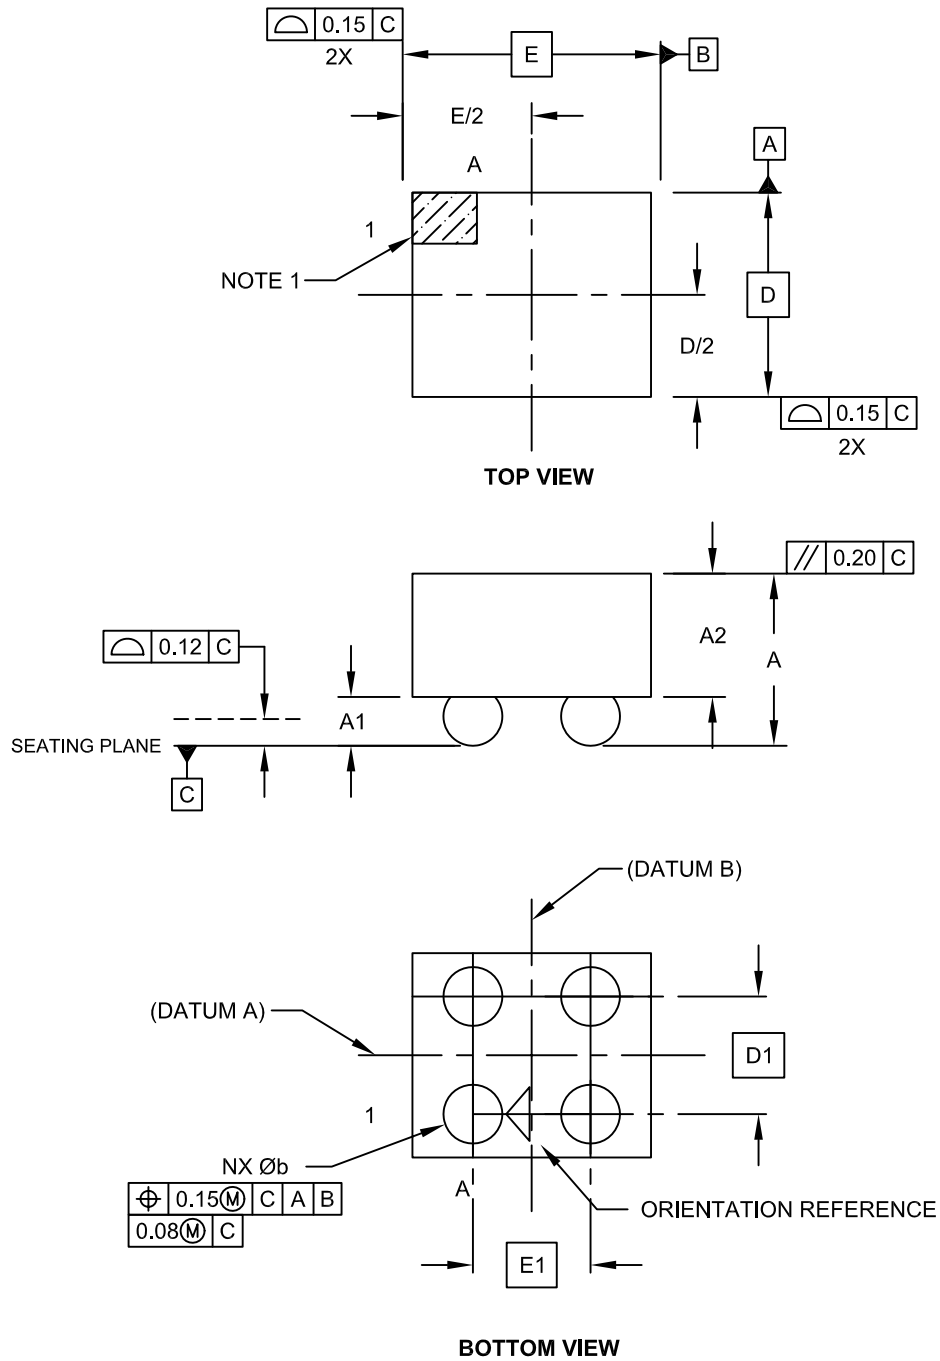 0.15 C
2X
E
B
E/2
A
A
1
NOTE 1
D
D/2
0.15 C
2X
TOP VIEW
// 0.20 C
0.12 C
A2
A
A1
SEATING PLANE
C
(DATUM B)
(DATUM A)
D1
1
NX Øb
⌖ 0.15Ⓜ C A B
0.08Ⓜ C
A
ORIENTATION REFERENCE
E1
BOTTOM VIEW